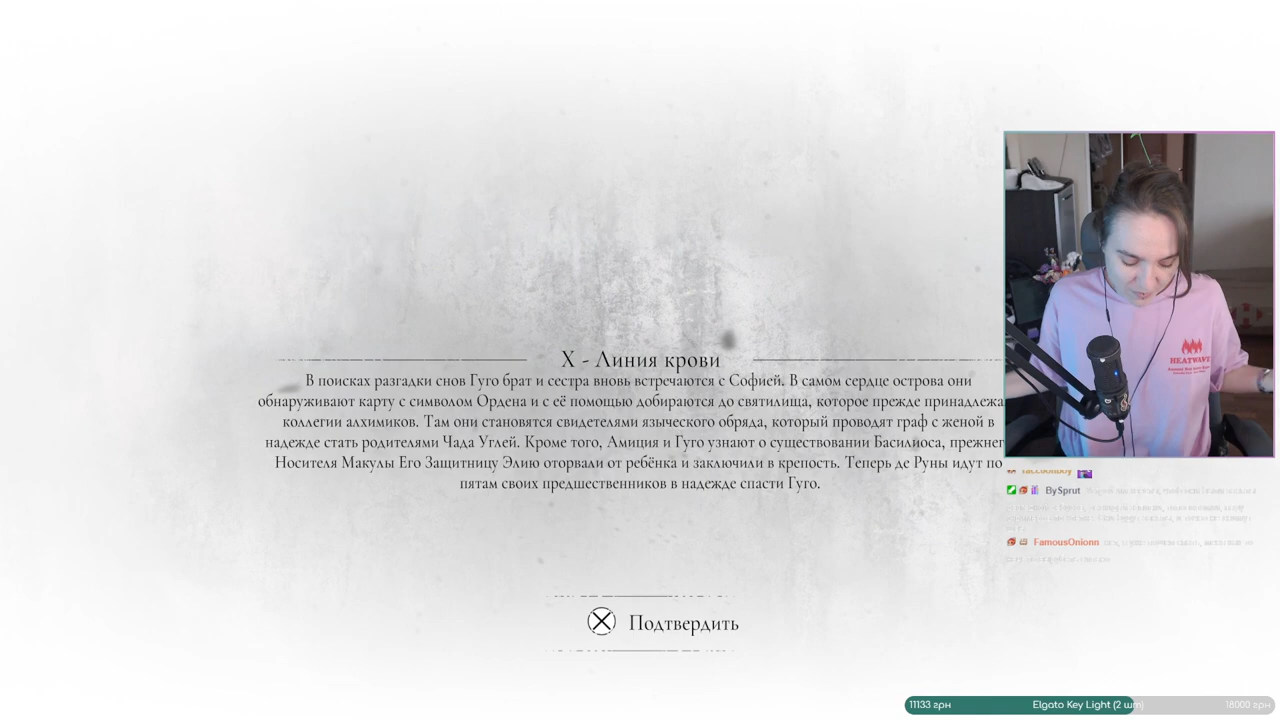 X - Линия крови
В поисках разгадки снов Гуго брат и сестра вновь встречаются с Софией. В самом сердце острова они
обнаруживают карту с символом Ордена и с её помощью добираются до святилища, которое прежде принадлежа
коллегии алхимиков. Там они становятся свидетелями языческого обряда, который проводят граф с женой в
надежде стать родителями Чада Углей. Кроме того, Амиция и Гуго узнают о существовании Басилиоса, прежнег
Носителя Макулы Его Защитницу Элию оторвали от ребёнка и заключили в крепость. Теперь де Руны идут по
пятам своих предшественников в надежде спасти Гуго.
Подтвердить
HEATWAVE
raccoonboy
BySprut
FamousOnionn
11133 грн Elgato Key Light (2 шт) 18000 грн